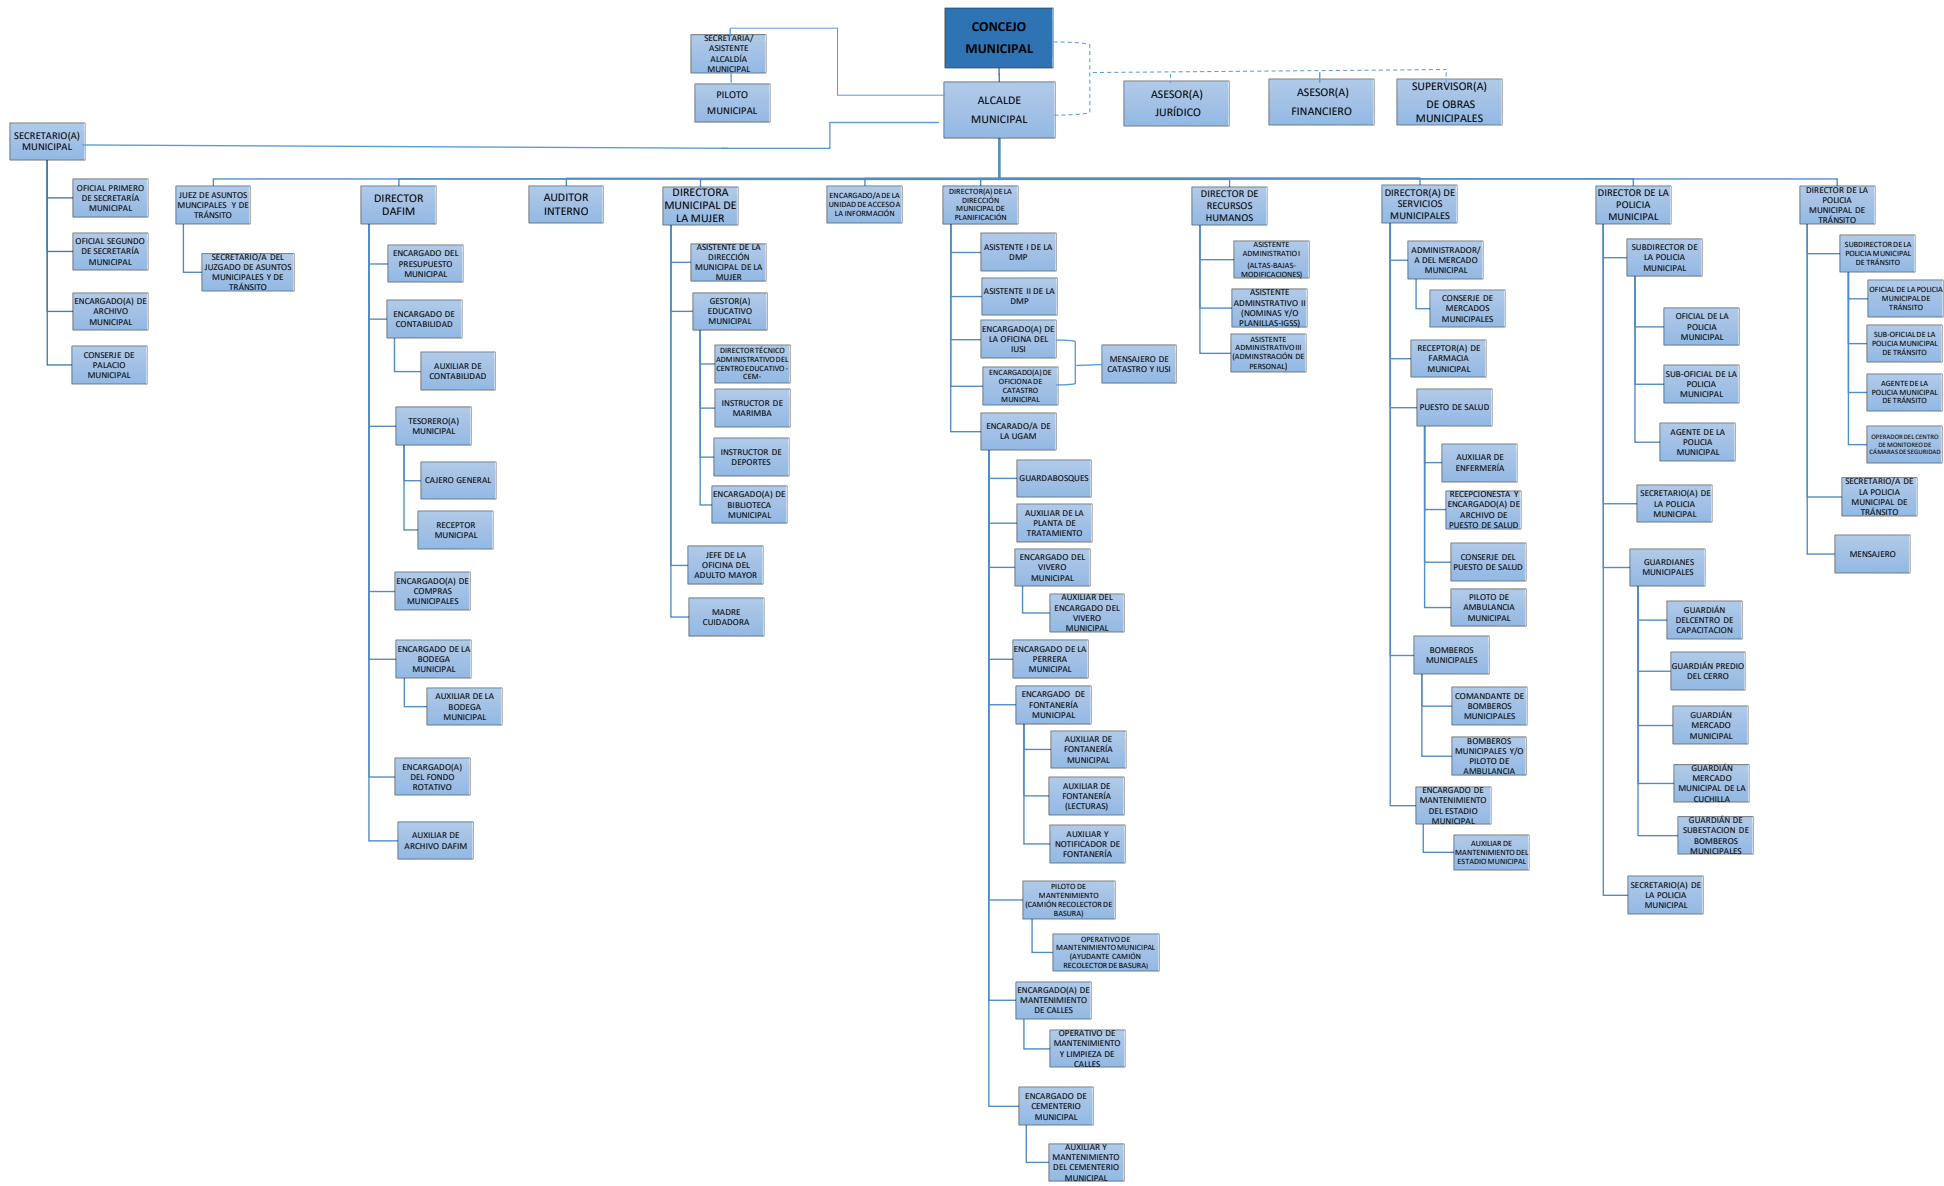 CONCEJO
MUNICIPAL
SECRETARIA/
ASISTENTE
ALCALDÍA
MUNICIPAL
PILOTO
MUNICIPAL
ALCALDE
MUNICIPAL
ASESOR(A)
JURÍDICO
ASESOR(A)
FINANCIERO
SUPERVISOR(A)
DE OBRAS
MUNICIPALES
SECRETARIO(A)
MUNICIPAL
OFICIAL PRIMERO
DE SECRETARÍA
MUNICIPAL
OFICIAL SEGUNDO
DE SECRETARÍA
MUNICIPAL
ENCARGADO(A) DE
ARCHIVO
MUNICIPAL
CONSERJE DE
PALACIO
MUNICIPAL
JUEZ DE ASUNTOS
MUNCIPALES Y DE
TRÁNSITO
SECRETARIO/A DEL
JUZGADO DE ASUNTOS
MUNICIPALES Y DE
TRÁNSITO
DIRECTOR
DAFIM
ENCARGADO DEL
PRESUPUESTO
MUNICIPAL
ENCARGADO DE
CONTABILIDAD
AUXILIAR DE
CONTABILIDAD
TESORERO(A)
MUNICIPAL
CAJERO GENERAL
RECEPTOR
MUNICIPAL
ENCARGADO(A) DE
COMPRAS
MUNICIPALES
ENCARGADO DE LA
BODEGA
MUNICIPAL
AUXILIAR DE LA
BODEGA
MUNICIPAL
ENCARGADO(A)
DEL FONDO
ROTATIVO
AUXILIAR DE
ARCHIVO DAFIM
AUDITOR
INTERNO
DIRECTORA
MUNICIPAL DE
LA MUJER
ASISTENTE DE LA
DIRECCIÓN
MUNICIPAL DE LA
MUJER
GESTOR(A)
EDUCATIVO
MUNICIPAL
DIRECTOR TÉCNICO
ADMINISTRATIVO DEL
CENTRO EDUCATIVO -
CEM-
INSTRUCTOR DE
MARIMBA
INSTRUCTOR DE
DEPORTES
ENCARGADO(A) DE
BIBLIOTECA
MUNICIPAL
JEFE DE LA
OFICINA DEL
ADULTO MAYOR
MADRE
CUIDADORA
ENCARGADO/A DE LA
UNIDAD DE ACCESO A
LA INFORMACIÓN
DIRECTOR(A) DE LA
DIRECCIÓN
MUNICIPAL DE
PLANIFICACIÓN
ASISTENTE I DE LA
DMP
ASISTENTE II DE LA
DMP
ENCARGADO(A) DE
LA OFICINA DEL
IUSI
ENCARGADO(A) DE
OFICIONA DE
CATASTRO
MUNICIPAL
MENSAJERO DE
CATASTRO Y IUSI
ENCARADO/A DE
LA UGAM
GUARDABOSQUES
AUXILIAR DE LA
PLANTA DE
TRATAMIENTO
ENCARGADO DEL
VIVERO
MUNICIPAL
AUXILIAR DEL
ENCARGADO DEL
VIVERO
MUNICIPAL
ENCARGADO DE LA
PERRERA
MUNICIPAL
ENCARGADO DE
FONTANERÍA
MUNICIPAL
AUXILIAR DE
FONTANERÍA
MUNICIPAL
AUXILIAR DE
FONTANERÍA
(LECTURAS)
AUXILIAR Y
NOTIFICADOR DE
FONTANERÍA
PILOTO DE
MANTENIMIENTO
(CAMIÓN RECOLECTOR DE
BASURA)
OPERATIVO DE
MANTENIMIENTO MUNICIPAL
(AYUDANTE CAMIÓN
RECOLECTOR DE BASURA)
ENCARGADO(A) DE
MANTENIMIENTO
DE CALLES
OPERATIVO DE
MANTENIMIENTO
Y LIMPIEZA DE
CALLES
ENCARGADO DE
CEMENTERIO
MUNICIPAL
AUXILIAR Y
MANTENIMIENTO
DEL CEMENTERIO
MUNICIPAL
DIRECTOR DE
RECURSOS
HUMANOS
ASISTENTE
ADMINISTRATIO I
(ALTAS-BAJAS-
MODIFICACIONES)
ASISTENTE
ADMINSTRATIVO II
(NOMINAS Y/O
PLANILLAS-IGSS)
ASISTENTE
ADMINISTRATIVO III
(ADMINSTRACIÓN DE
PERSONAL)
DIRECTOR(A) DE
SERVICIOS
MUNICIPALES
ADMINISTRADOR/
A DEL MERCADO
MUNICIPAL
CONSERJE DE
MERCADOS
MUNICIPALES
RECEPTOR(A) DE
FARMACIA
MUNICIPAL
PUESTO DE SALUD
AUXILIAR DE
ENFERMERÍA
RECEPCIONESTA Y
ENCARGADO(A) DE
ARCHIVO DE
PUESTO DE SALUD
CONSERJE DEL
PUESTO DE SALUD
PILOTO DE
AMBULANCIA
MUNICIPAL
BOMBEROS
MUNICIPALES
COMANDANTE DE
BOMBEROS
MUNICIPALES
BOMBEROS
MUNICIPALES Y/O
PILOTO DE
AMBULANCIA
ENCARGADO DE
MANTENIMIENTO
DEL ESTADIO
MUNICIPAL
AUXILIAR DE
MANTENIMIENTO DEL
ESTADIO MUNICIPAL
DIRECTOR DE LA
POLICIA
MUNICIPAL
SUBDIRECTOR DE
LA POLICIA
MUNICIPAL
OFICIAL DE LA
POLICIA
MUNICIPAL
SUB-OFICIAL DE LA
POLICIA
MUNICIPAL
AGENTE DE LA
POLICIA
MUNICIPAL
SECRETARIO(A) DE
LA POLICIA
MUNICIPAL
GUARDIANES
MUNICIPALES
GUARDIÁN
DELCENTRO DE
CAPACITACION
GUARDIÁN PREDIO
DEL CERRO
GUARDIÁN
MERCADO
MUNICIPAL
GUARDIÁN
MERCADO
MUNICIPAL DE LA
CUCHILLA
GUARDIÁN DE
SUBESTACION DE
BOMBEROS
MUNICIPALES
SECRETARIO(A) DE
LA POLICIA
MUNICIPAL
DIRECTOR DE LA
POLICIA
MUNICIPAL DE
TRÁNSITO
SUBDIRECTOR DE LA
POLICIA MUNICIPAL
DE TRÁNSITO
OFICIAL DE LA POLICIA
MUNICIPAL DE
TRÁNSITO
SUB-OFICIAL DE LA
POLICIA MUNICIPAL
DE TRÁNSITO
AGENTE DE LA
POLICIA MUNICIPAL
DE TRÁNSITO
OPERADOR DEL CENTRO
DE MONITOREO DE
CÁMARAS DE SEGURIDAD
SECRETARIO/A DE
LA POLICIA
MUNICIPAL DE
TRÁNSITO
MENSAJERO